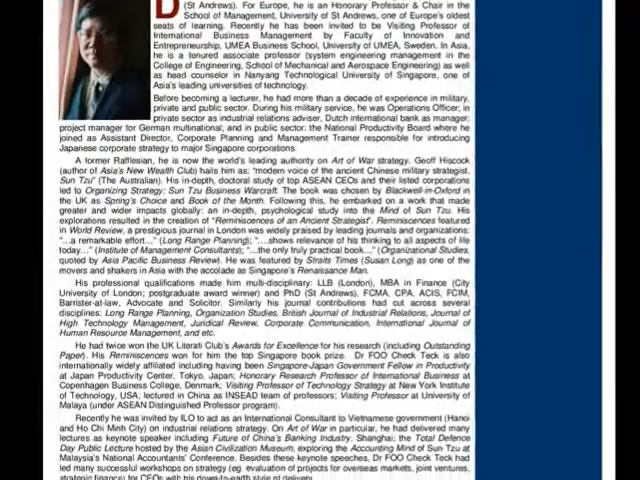 D
(St Andrews). For Europe, he is an Honorary Professor & Chair in the
School of Management, University of St Andrews, one of Europe's oldest
seats of learning. Recently he has been invited to be Visiting Professor of
International Business Management by Faculty of Innovation and
Entrepreneurship, UMEA Business School, University of UMEA, Sweden. In Asia,
he is a tenured associate professor (system engineering management in the
College of Engineering, School of Mechanical and Aerospace Engineering) as well
as head counselor in Nanyang Technological University of Singapore, one of
Asia's leading universities of technology.
Before becoming a lecturer, he had more than a decade of experience in military,
private and public sector. During his military service, he was Operations Officer; in
private sector as industrial relations adviser, Dutch international bank as manager;
project manager for German multinational; and in public sector: the National Productivity Board where he
joined as Assistant Director, Corporate Planning and Management Trainer responsible for introducing
Japanese corporate strategy to major Singapore corporations.
A former Rafflesian, he is now the world's leading authority on Art of War strategy. Geoff Hiscock
(author of Asia's New Wealth Club) hails him as: "modern voice of the ancient Chinese military strategist,
Sun Tzu" (The Australian). His in-depth, doctoral study of top ASEAN CEOs and their listed corporations
led to Organizing Strategy: Sun Tzu Business Warcraft. The book was chosen by Blackwell-in-Oxford in
the UK as Spring's Choice and Book of the Month. Following this, he embarked on a work that made
greater and wider impacts globally: an in-depth, psychological study into the Mind of Sun Tzu. His
explorations resulted in the creation of "Reminiscences of an Ancient Strategist". Reminiscences featured
in World Review, a prestigious journal in London was widely praised by leading journals and organizations:
"...a remarkable effort..." (Long Range Planning); "....shows relevance of his thinking to all aspects of life
today..." (Institute of Management Consultants); "...the only truly practical book..." (Organizational Studies,
quoted by Asia Pacific Business Review). He was featured by Straits Times (Susan Long) as one of the
movers and shakers in Asia with the accolade as Singapore's Renaissance Man.
His professional qualifications made him multi-disciplinary: LLB (London), MBA in Finance (City
University of London; postgraduate award winner) and PhD (St Andrews), FCMA, CPA, ACIS, FCIM,
Barrister-at-law, Advocate and Solicitor. Similarly his journal contributions had cut across several
disciplines: Long Range Planning, Organization Studies, British Journal of Industrial Relations, Journal of
High Technology Management, Juridical Review, Corporate Communication, International Journal of
Human Resource Management, and etc.
He had twice won the UK Literati Club's Awards for Excellence for his research (including Outstanding
Paper). His Reminiscences won for him the top Singapore book prize. Dr FOO Check Teck is also
internationally widely affiliated including having been Singapore-Japan Government Fellow in Productivity
at Japan Productivity Center, Tokyo, Japan; Honorary Research Professor of International Business at
Copenhagen Business College, Denmark, Visiting Professor of Technology Strategy at New York Institute
of Technology, USA; lectured in China as INSEAD team of professors; Visiting Professor at University of
Malaya (under ASEAN Distinguished Professor program).
Recently he was invited by ILO to act as an International Consultant to Vietnamese government (Hanoi
and Ho Chi Minh City) on industrial relations strategy. On Art of War in particular, he had delivered many
lectures as keynote speaker including Future of China's Banking Industry, Shanghai; the Total Defence
Day Public Lecture hosted by the Asian Civilization Museum, exploring the Accounting Mind of Sun Tzu at
Malaysia's National Accountants' Conference. Besides these keynote speeches, Dr FOO Check Teck had
led many successful workshops on strategy (eg. evaluation of projects for overseas markets, joint ventures,
strategic finance) for CEOs with his down-to-earth style of delivery.